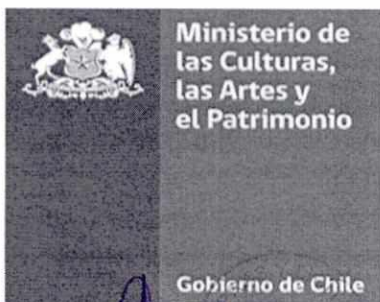 Ministerio de
las Culturas,
las Artes y
el Patrimonio
Gobierno de Chile